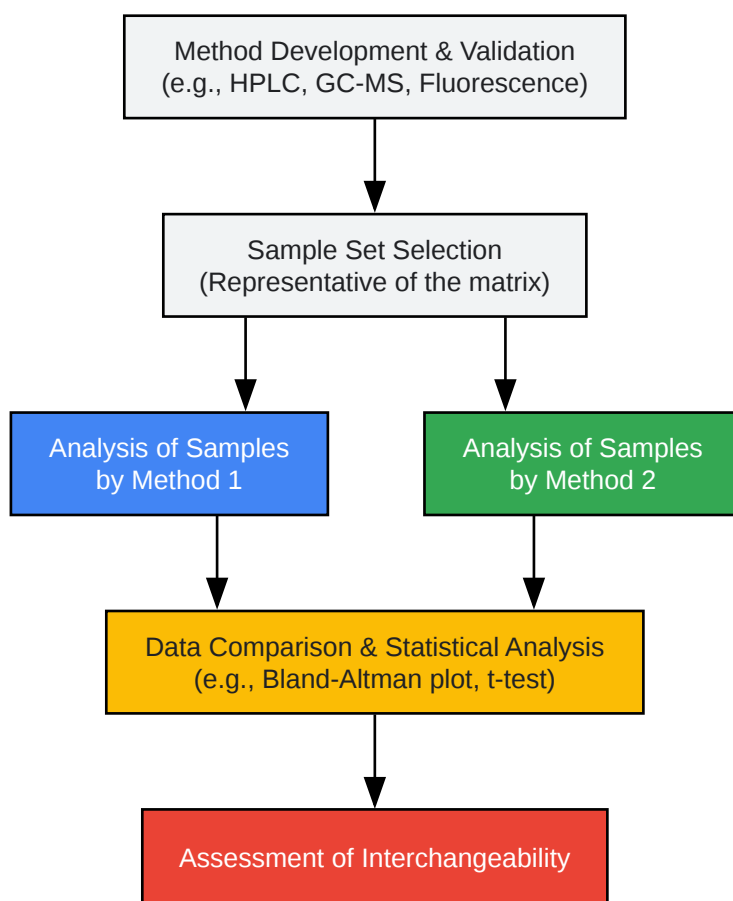 Method Development & Validation
(e.g., HPLC, GC-MS, Fluorescence)
Sample Set Selection
(Representative of the matrix)
Analysis of Samples
by Method 1
Analysis of Samples
by Method 2
Data Comparison & Statistical Analysis
(e.g., Bland-Altman plot, t-test)
Assessment of Interchangeability